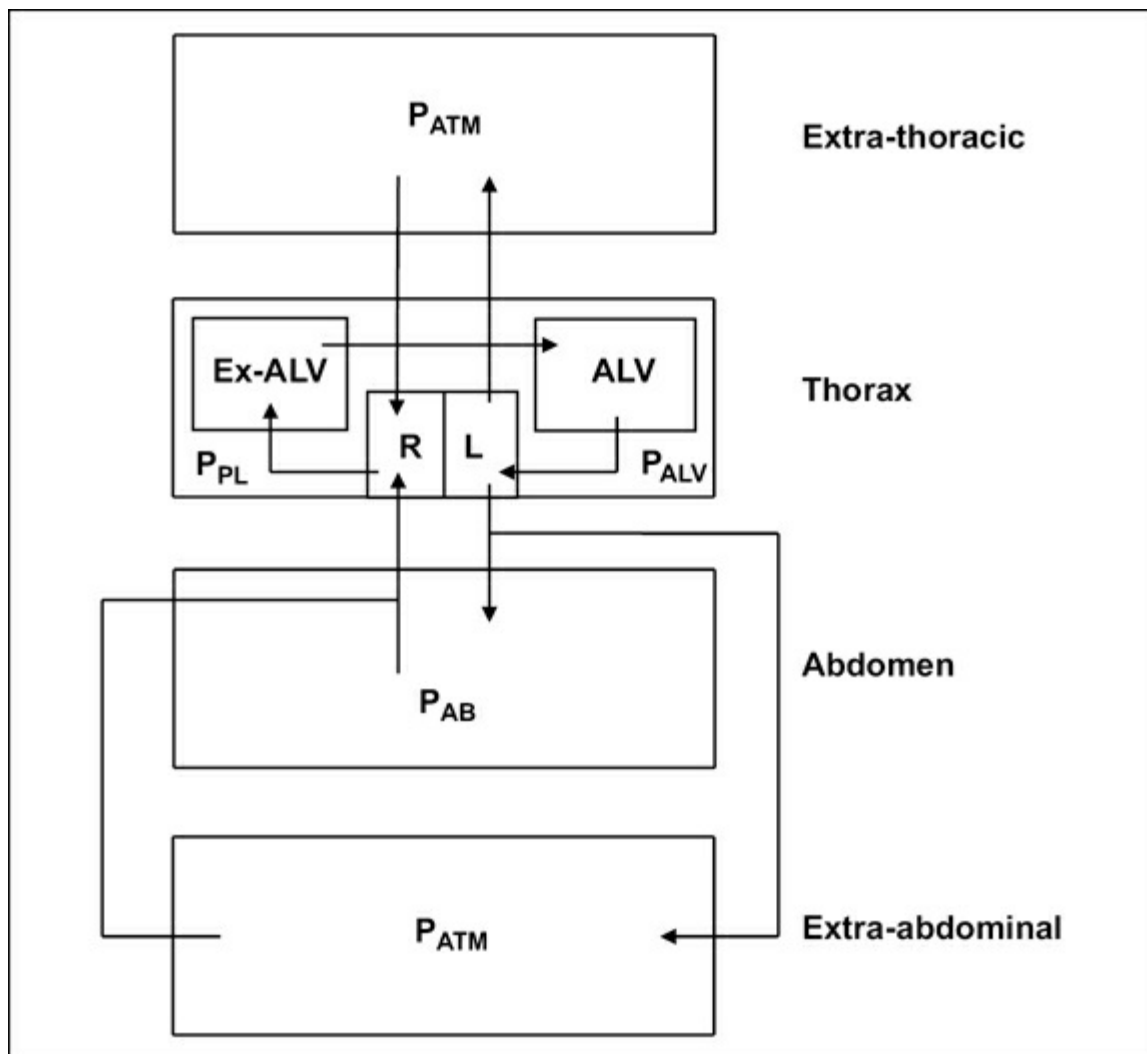 P_ATM
Extra-thoracic
Ex-ALV
ALV
Thorax
R
L
P_PL
P_ALV
Abdomen
P_AB
P_ATM
Extra-abdominal